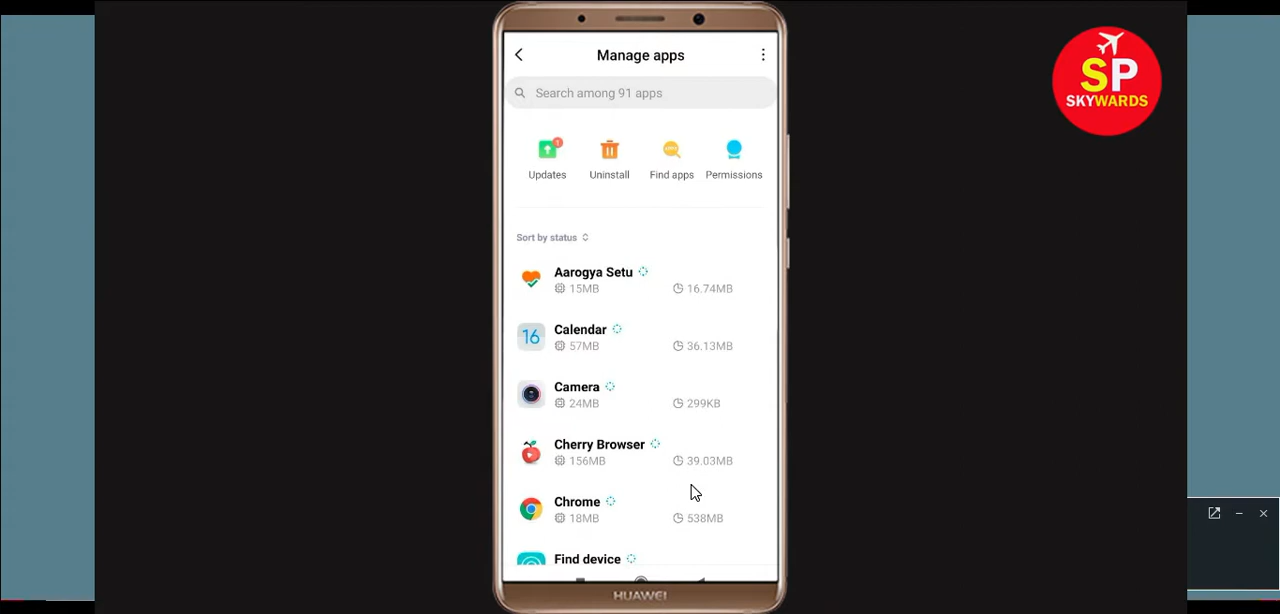 Manage apps
SP
SKYWARDS
Search among 91 apps
1
Updates
Uninstall
Find apps
Permissions
Sort by status
Aarogya Setu
15MB
16.74MB
16
Calendar
57MB
36.13MB
Camera
24MB
299KB
Cherry Browser
156MB
39.03MB
Chrome
18MB
538MB
Find device
HUAWEI